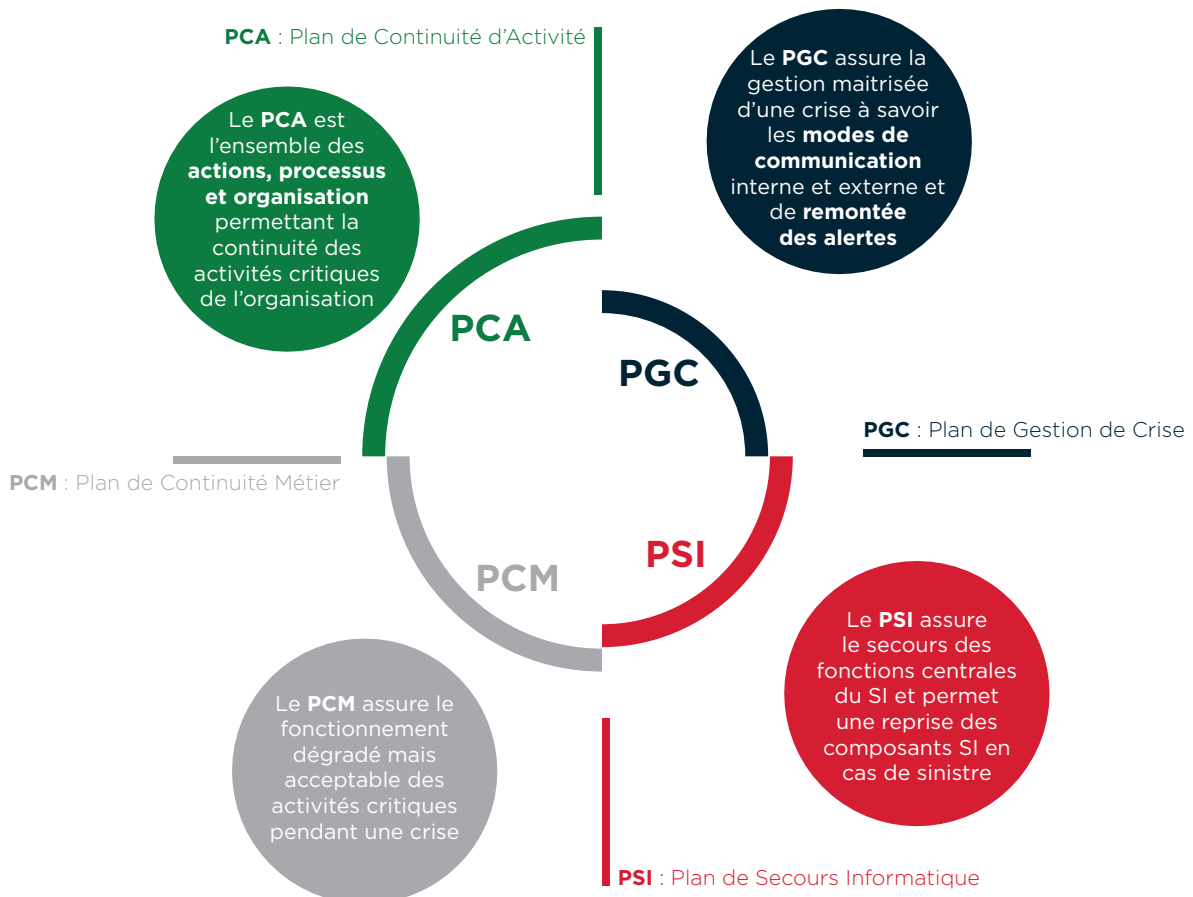 PCA : Plan de Continuité d'Activité
Le PCA est
l'ensemble des
actions, processus
et organisation
permettant la
continuité des
activités critiques
de l'organisation
Le PGC assure la
gestion maitrisée
d'une crise à savoir
les modes de
communication
interne et externe et
de remontée
des alertes
PCA
PGC
PGC : Plan de Gestion de Crise
PCM : Plan de Continuité Métier
PCM
PSI
Le PCM assure le
fonctionnement
dégradé mais
acceptable des
activités critiques
pendant une crise
Le PSI assure
le secours des
fonctions centrales
du SI et permet
une reprise des
composants SI en
cas de sinistre
PSI : Plan de Secours Informatique